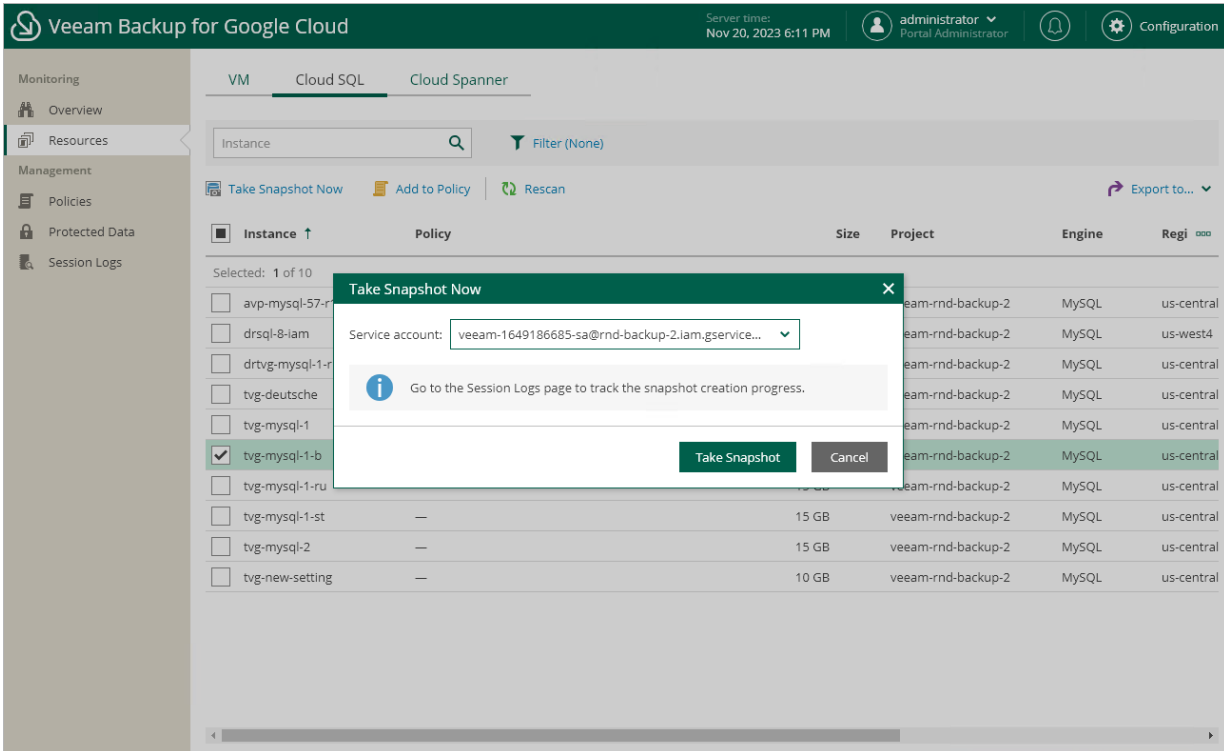 Veeam Backup for Google Cloud
Server time:
Nov 20, 2023 6:11 PM
administrator
Portal Administrator
Configuration
Monitoring
Overview
Resources
Management
Policies
Protected Data
Session Logs
VM Cloud SQL Cloud Spanner
Instance
Filter (None)
Take Snapshot Now Add to Policy Rescan Export to...
Instance Policy Size Project Engine Regi
Selected: 1 of 10
avp-mysql-57-r eam-rnd-backup-2 MySQL us-central
drsql-8-iam eam-rnd-backup-2 MySQL us-west4
drtvg-mysql-1-r eam-rnd-backup-2 MySQL us-central
tvg-deutsche eam-rnd-backup-2 MySQL us-central
tvg-mysql-1 eam-rnd-backup-2 MySQL us-central
tvg-mysql-1-b eam-rnd-backup-2 MySQL us-central
tvg-mysql-1-ru eam-rnd-backup-2 MySQL us-central
tvg-mysql-1-st — 15 GB veeam-rnd-backup-2 MySQL us-central
tvg-mysql-2 — 15 GB veeam-rnd-backup-2 MySQL us-central
tvg-new-setting — 10 GB veeam-rnd-backup-2 MySQL us-central
Take Snapshot Now
Service account: veeam-1649186685-sa@rnd-backup-2.iam.gservice...
Go to the Session Logs page to track the snapshot creation progress.
Take Snapshot Cancel